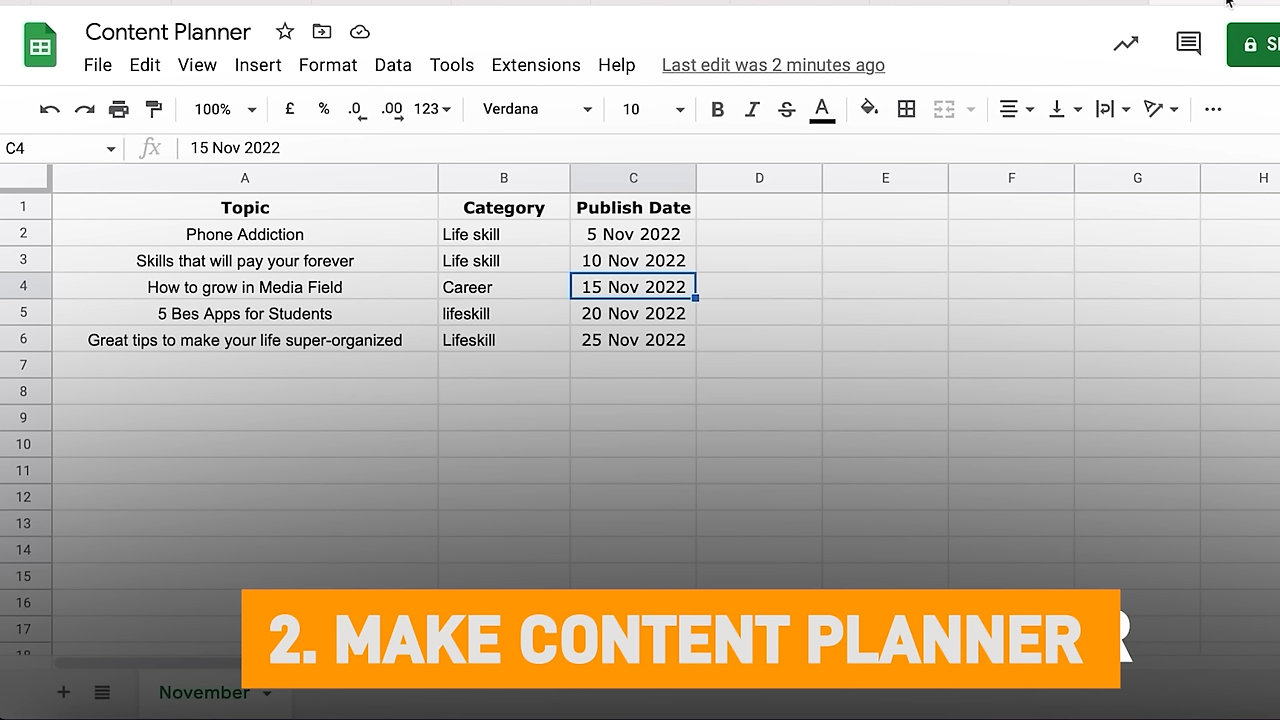 Content Planner
File Edit View Insert Format Data Tools Extensions Help Last edit was 2 minutes ago
100% £ % .0 .00 123 Verdana 10 B I S A
C4 fx 15 Nov 2022
A B C D E F G H
1 Topic Category Publish Date
2 Phone Addiction Life skill 5 Nov 2022
3 Skills that will pay your forever Life skill 10 Nov 2022
4 How to grow in Media Field Career 15 Nov 2022
5 5 Bes Apps for Students lifeskill 20 Nov 2022
6 Great tips to make your life super-organized Lifeskill 25 Nov 2022
7
8
9
10
11
12
13
14
15
16
17
18
2. MAKE CONTENT PLANNER
November